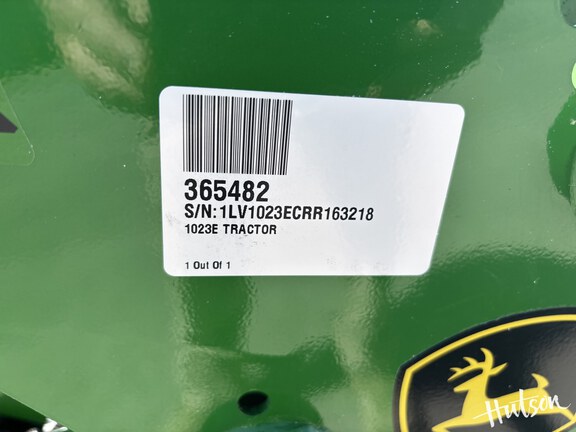 365482
S/N: 1LV1023ECRR163218
1023E TRACTOR
1 Out Of 1
Hutson